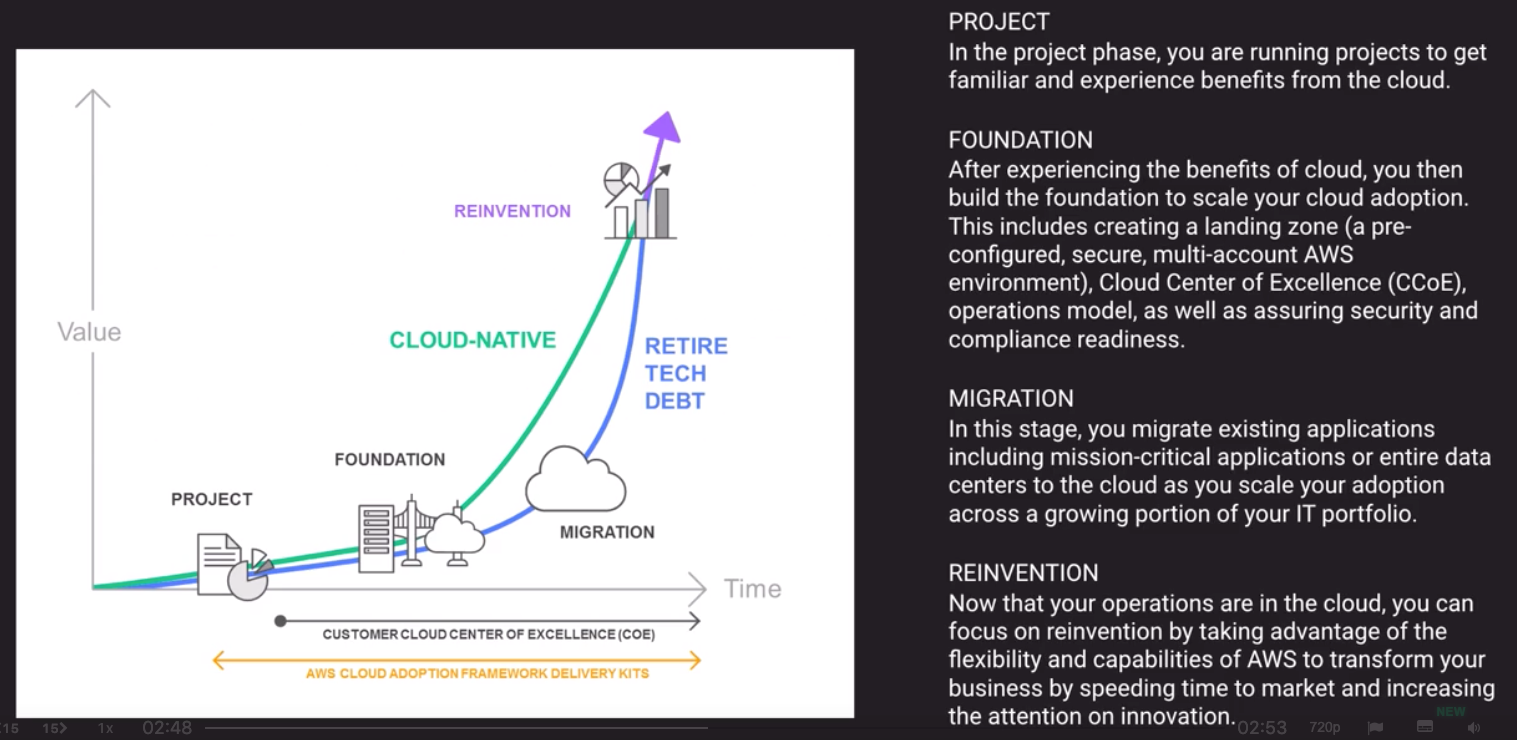 REINVENTION
Value
CLOUD-NATIVE
RETIRE
TECH
DEBT
FOUNDATION
PROJECT
MIGRATION
Time
CUSTOMER CLOUD CENTER OF EXCELLENCE (COE)
AWS CLOUD ADOPTION FRAMEWORK DELIVERY KITS
PROJECT
In the project phase, you are running projects to get
familiar and experience benefits from the cloud.
FOUNDATION
After experiencing the benefits of cloud, you then
build the foundation to scale your cloud adoption.
This includes creating a landing zone (a pre-
configured, secure, multi-account AWS
environment), Cloud Center of Excellence (CCoE),
operations model, as well as assuring security and
compliance readiness.
MIGRATION
In this stage, you migrate existing applications
including mission-critical applications or entire data
centers to the cloud as you scale your adoption
across a growing portion of your IT portfolio.
REINVENTION
Now that your operations are in the cloud, you can
focus on reinvention by taking advantage of the
flexibility and capabilities of AWS to transform your
business by speeding time to market and increasing
the attention on innovation.
15 15 1x 02:48 02:53 720p NEW